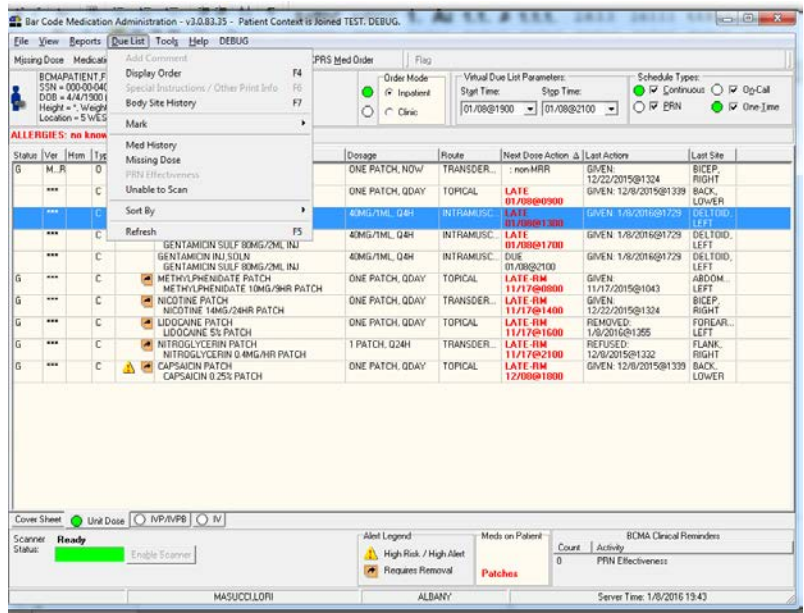 Bar Code Medication Administration - v3.0.83.35 - Patient Context is Joined TEST. DEBUG.
File View Reports Due List Tools Help DEBUG
Missing Dose Medicati CPRS Med Order Flag
Add Comment
Display Order F4
Special Instructions / Other Print Info F6
Body Site History F7
Mark
Med History
Missing Dose
PRN Effectiveness
Unable to Scan
Sort By
Refresh F5
BCMAPATIENT,F
SSN = 000-00-040
DOB = 4/4/1900 (
Height = *, Weight
Location = 5 WES
Order Mode
Inpatient
Clinic
Virtual Due List Parameters:
Start Time: Stop Time:
01/08@1900 01/08@2100
Schedule Types:
Continuous On-Call
PRN One-Time
ALLERGIES: no know
Status Ver Hsm Typ Dosage Route Next Dose Action Last Action Last Site
G M...R O ONE PATCH, NOW TRANSDER... : non-MRR GIVEN: 12/22/2015@1324 BICEP, RIGHT
*** C ONE PATCH, QDAY TOPICAL LATE 01/08@0900 GIVEN: 12/8/2015@1339 BACK, LOWER
*** C 40MG/1ML, Q4H INTRAMUSC... LATE 01/08@1300 GIVEN: 1/8/2016@1729 DELTOID, LEFT
*** C GENTAMICIN SULF 80MG/2ML INJ 40MG/1ML, Q4H INTRAMUSC... LATE 01/08@1700 GIVEN: 1/8/2016@1729 DELTOID, LEFT
*** C GENTAMICIN INJ,SOLN GENTAMICIN SULF 80MG/2ML INJ 40MG/1ML, Q4H INTRAMUSC... DUE 01/08@2100 GIVEN: 1/8/2016@1729 DELTOID, LEFT
G *** C METHYLPHENIDATE PATCH METHYLPHENIDATE 10MG/9HR PATCH ONE PATCH, QDAY TOPICAL LATE-RM 11/17@0800 GIVEN: 11/17/2015@1043 ABDOM... LEFT
G *** C NICOTINE PATCH NICOTINE 14MG/24HR PATCH ONE PATCH, QDAY TRANSDER... LATE-RM 11/17@1400 GIVEN: 12/22/2015@1324 BICEP, RIGHT
G *** C LIDOCAINE PATCH LIDOCAINE 5% PATCH ONE PATCH, QDAY TOPICAL LATE-RM 11/17@1600 REMOVED: 1/8/2016@1355 FOREAR... LEFT
G *** C NITROGLYCERIN PATCH NITROGLYCERIN 0.4MG/HR PATCH 1 PATCH, Q24H TRANSDER... LATE-RM 11/17@2100 REFUSED: 12/8/2015@1332 FLANK, RIGHT
G *** C CAPSAICIN PATCH CAPSAICIN 0.25% PATCH ONE PATCH, QDAY TOPICAL LATE-RM 12/08@1800 GIVEN: 12/8/2015@1339 BACK, LOWER
Cover Sheet Unit Dose IVP/IVPB IV
Scanner Status: Ready
Enable Scanner
Alert Legend
High Risk / High Alert
Requires Removal
Meds on Patient
Patches
BCMA Clinical Reminders
Count Activity
0 PRN Effectiveness
MASUCCI,LORI ALBANY Server Time: 1/8/2016 19:43